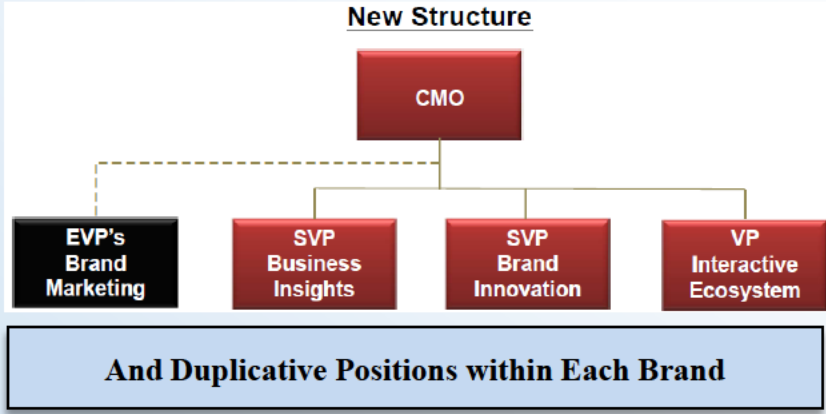 New Structure
CMO
EVP's
Brand
Marketing
SVP
Business
Insights
SVP
Brand
Innovation
VP
Interactive
Ecosystem
And Duplicative Positions within Each Brand